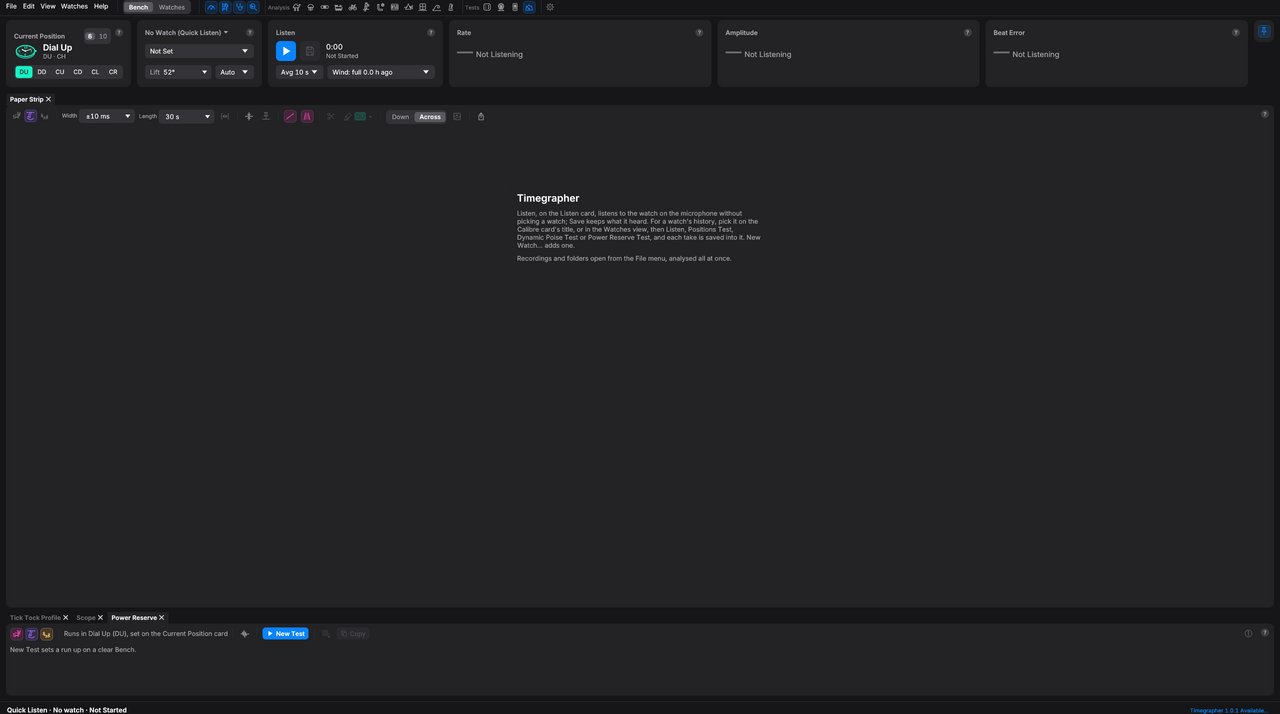 File Edit View Watches Help Bench Watches Analysis Tests
Current Position 6 10
Dial Up
DU · CH
DU DD CU CD CL CR
No Watch (Quick Listen)
Not Set
Lift 52° Auto
Listen
0:00
Not Started
Avg 10 s Wind: full 0.0 h ago
Rate
Not Listening
Amplitude
Not Listening
Beat Error
Not Listening
Paper Strip
Width ±10 ms Length 30 s Down Across
Timegrapher
Listen, on the Listen card, listens to the watch on the microphone without
picking a watch; Save keeps what it heard. For a watch's history, pick it on the
Calibre card's title, or in the Watches view, then Listen, Positions Test,
Dynamic Poise Test or Power Reserve Test, and each take is saved into it. New
Watch... adds one.
Recordings and folders open from the File menu, analysed all at once.
Tick Tock Profile Scope Power Reserve
Runs in Dial Up (DU), set on the Current Position card New Test Copy
New Test sets a run up on a clear Bench.
Quick Listen · No watch · Not Started
Timegrapher 1.0.1 Available...